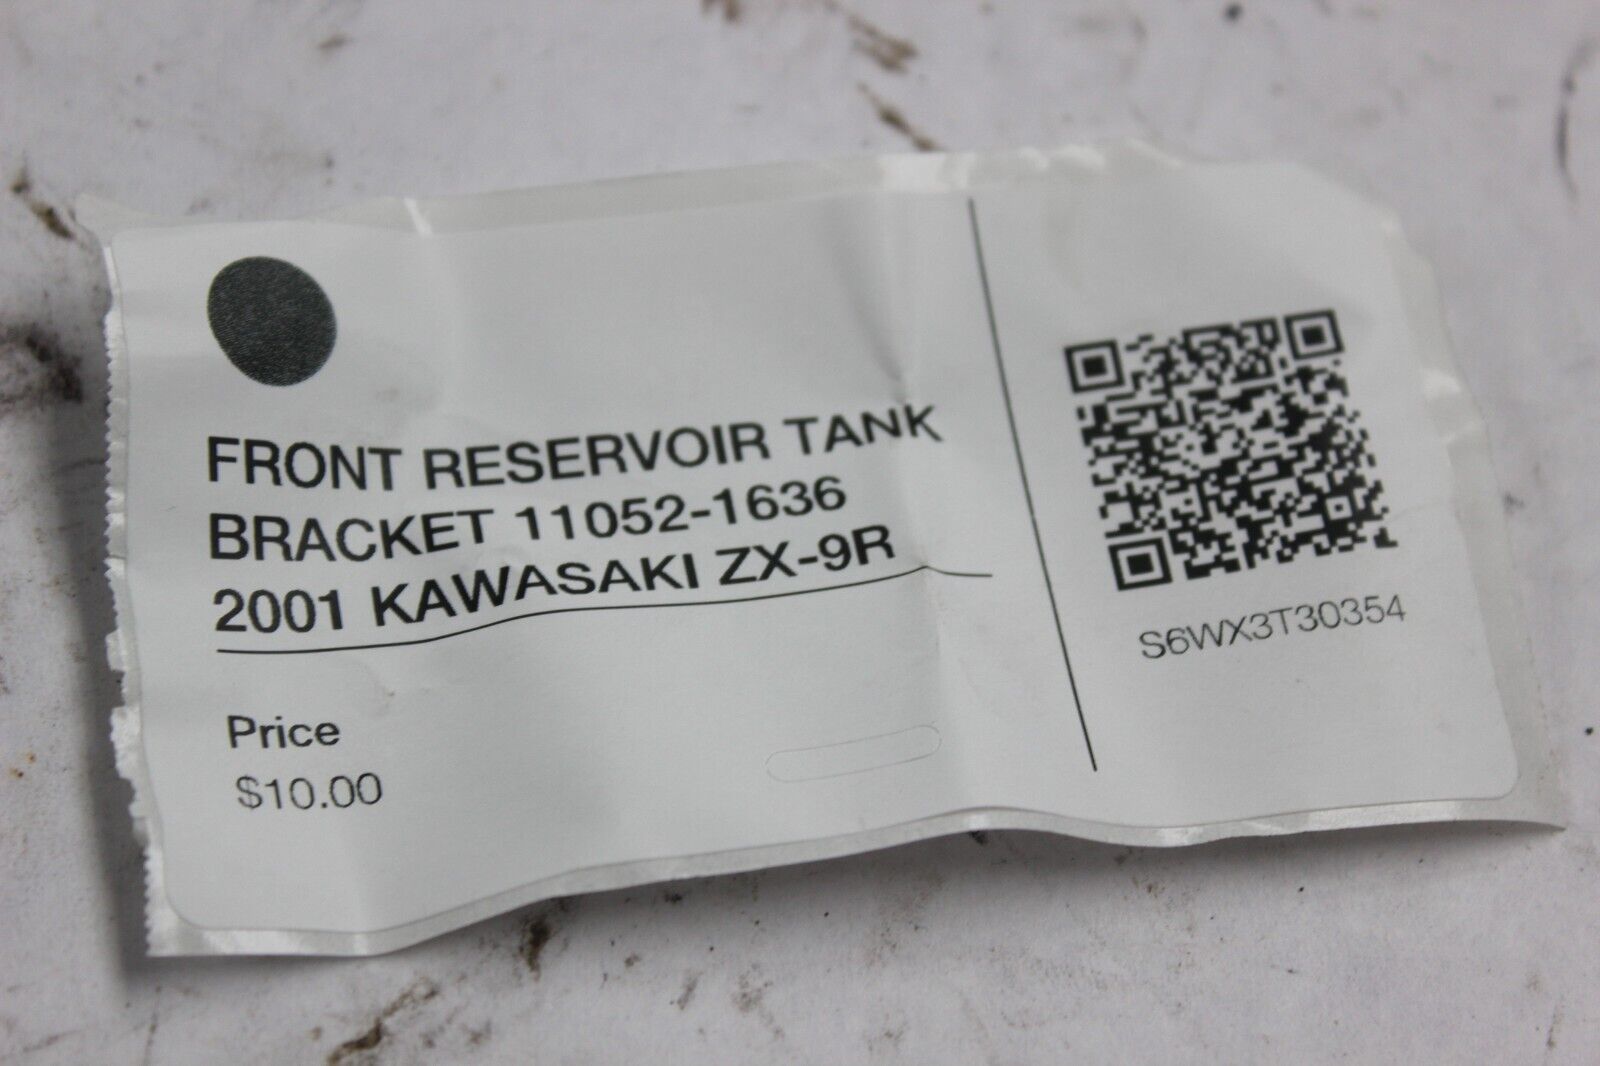 FRONT RESERVOIR TANK
BRACKET 11052-1636
2001 KAWASAKI ZX-9R
Price
$10.00
S6WX3T30354